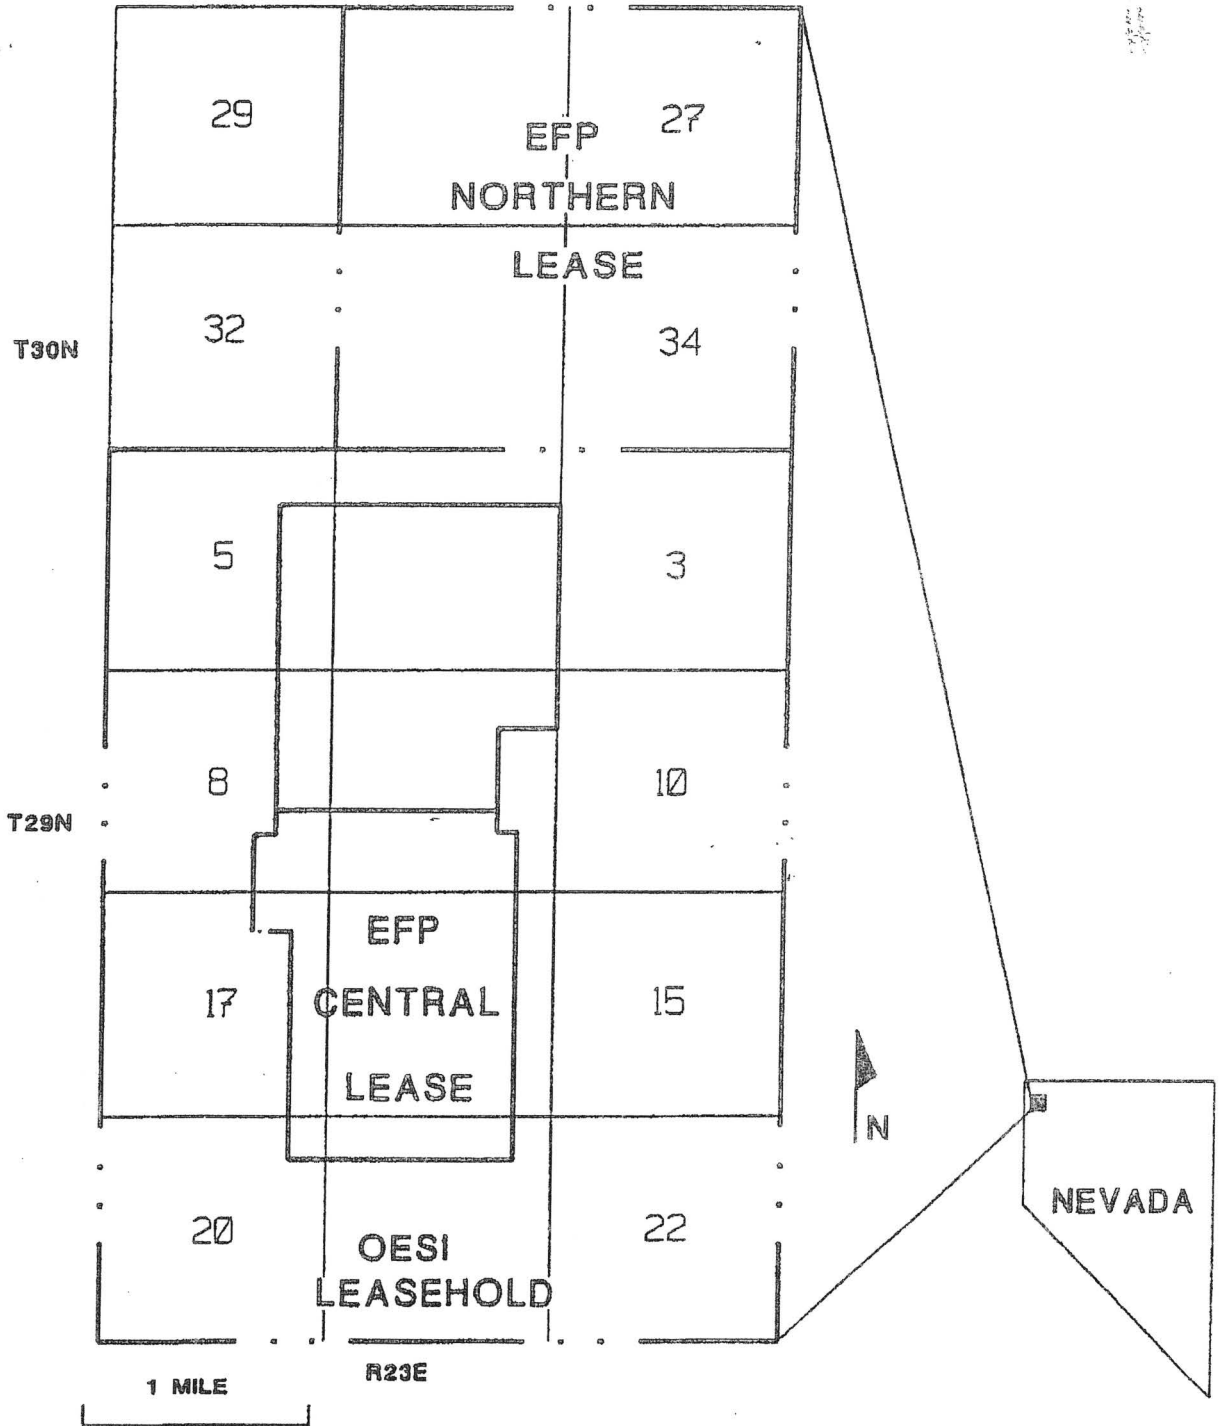 29
27
EFP
NORTHERN
LEASE
32
34
T30N
5
3
8
10
T29N
EFP
17
CENTRAL
15
LEASE
N
NEVADA
20
22
OESI
LEASEHOLD
R23E
1 MILE